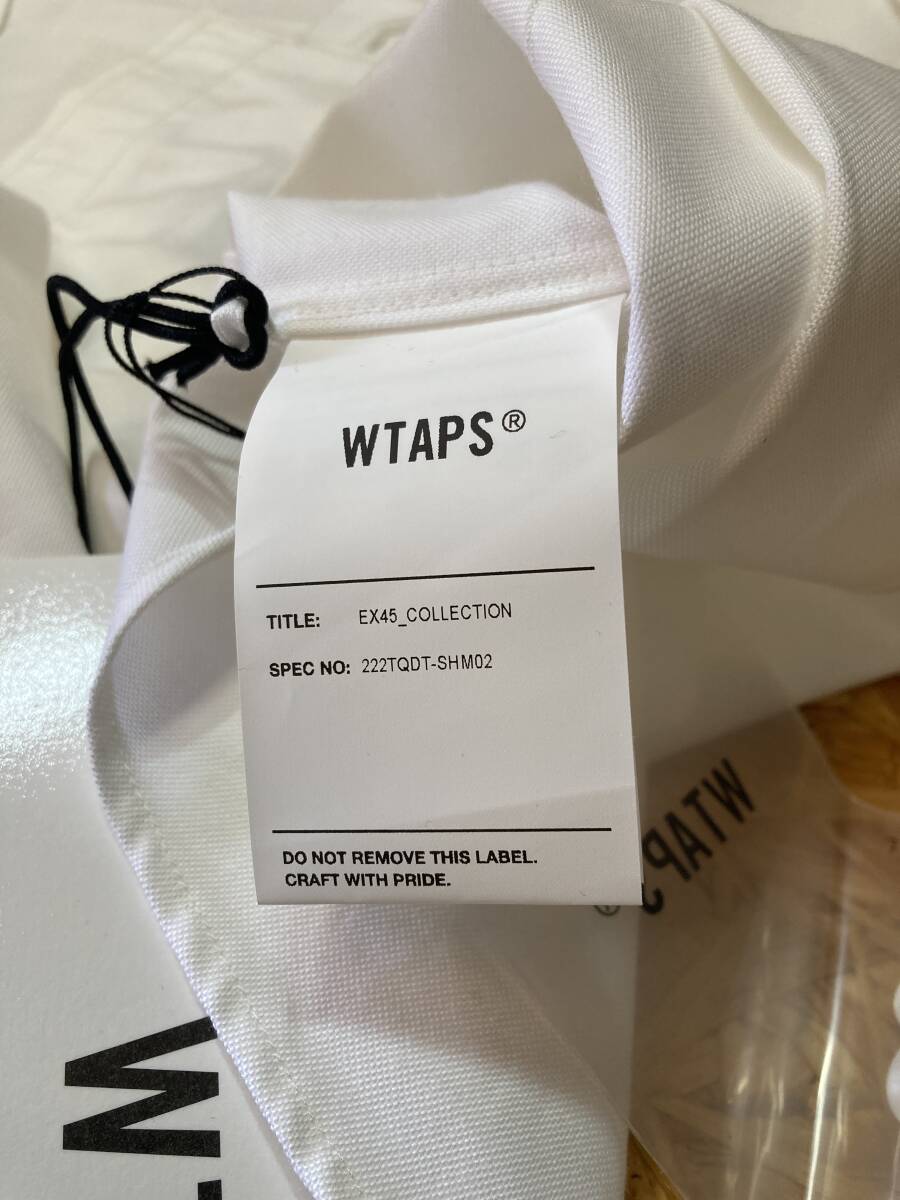 WTAPS®
TITLE: EX45_COLLECTION
SPEC NO: 222TQDT-SHM02
DO NOT REMOVE THIS LABEL.
CRAFT WITH PRIDE.
WTAPS®
W